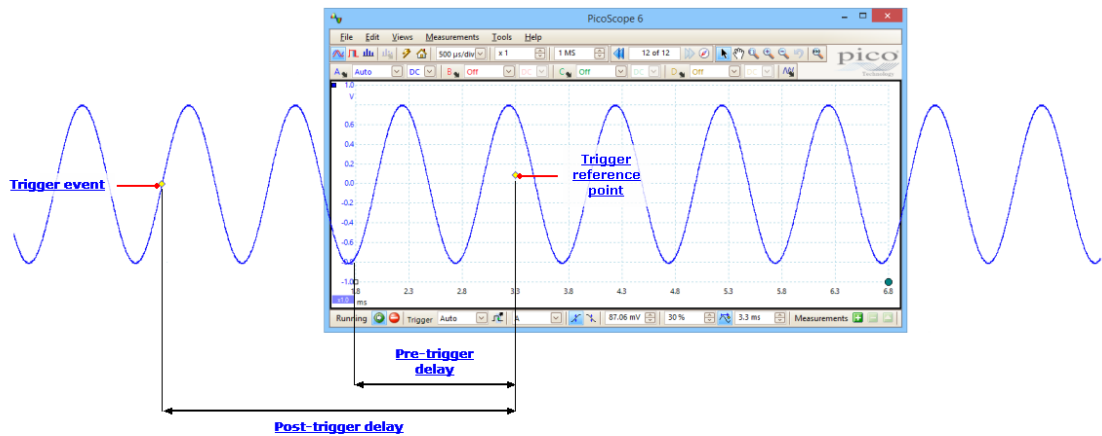 PicoScope 6
File Edit Views Measurements Tools Help
500 µs/div x 1 1 MS 12 of 12
pico
Technology
A Auto DC B Off DC C Off DC D Off DC
1.0
V
0.8
0.6
0.4
0.2
0.0
-0.2
-0.4
-0.6
-0.8
-1.0
Trigger event
Trigger
reference
point
1.8 2.3 2.8 3.3 3.8 4.3 4.8 5.3 5.8 6.3 6.8
x1.0 ms
Running Trigger Auto A 87.06 mV 30 % 3.3 ms Measurements
Pre-trigger
delay
Post-trigger delay